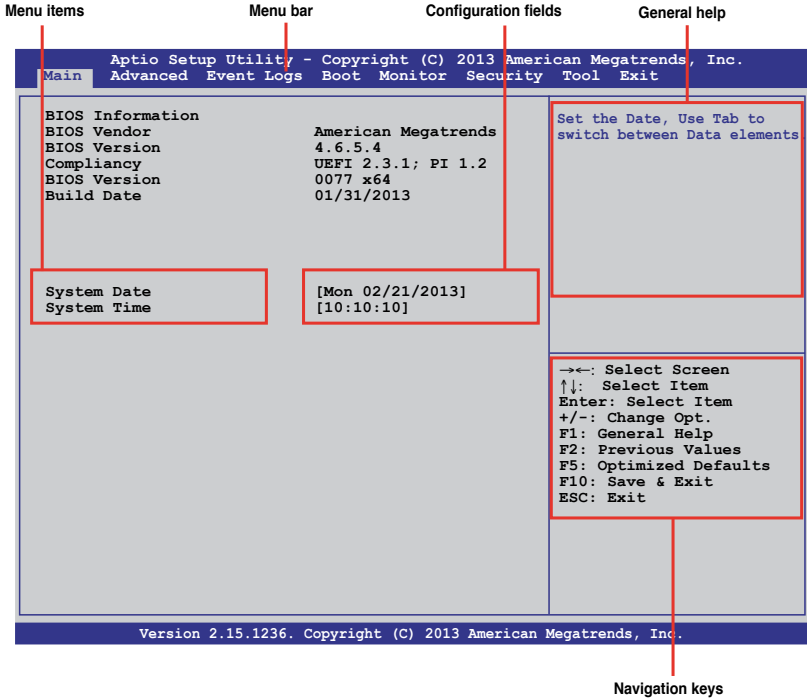 Menu items Menu bar Configuration fields General help
Aptio Setup Utility - Copyright (C) 2013 American Megatrends, Inc.
Main Advanced Event Logs Boot Monitor Security Tool Exit
BIOS Information
BIOS Vendor American Megatrends
BIOS Version 4.6.5.4
Compliancy UEFI 2.3.1; PI 1.2
BIOS Version 0077 x64
Build Date 01/31/2013
System Date [Mon 02/21/2013]
System Time [10:10:10]
Set the Date, Use Tab to
switch between Data elements.
→←: Select Screen
↑↓: Select Item
Enter: Select Item
+/-: Change Opt.
F1: General Help
F2: Previous Values
F5: Optimized Defaults
F10: Save & Exit
ESC: Exit
Version 2.15.1236. Copyright (C) 2013 American Megatrends, Inc.
Navigation keys